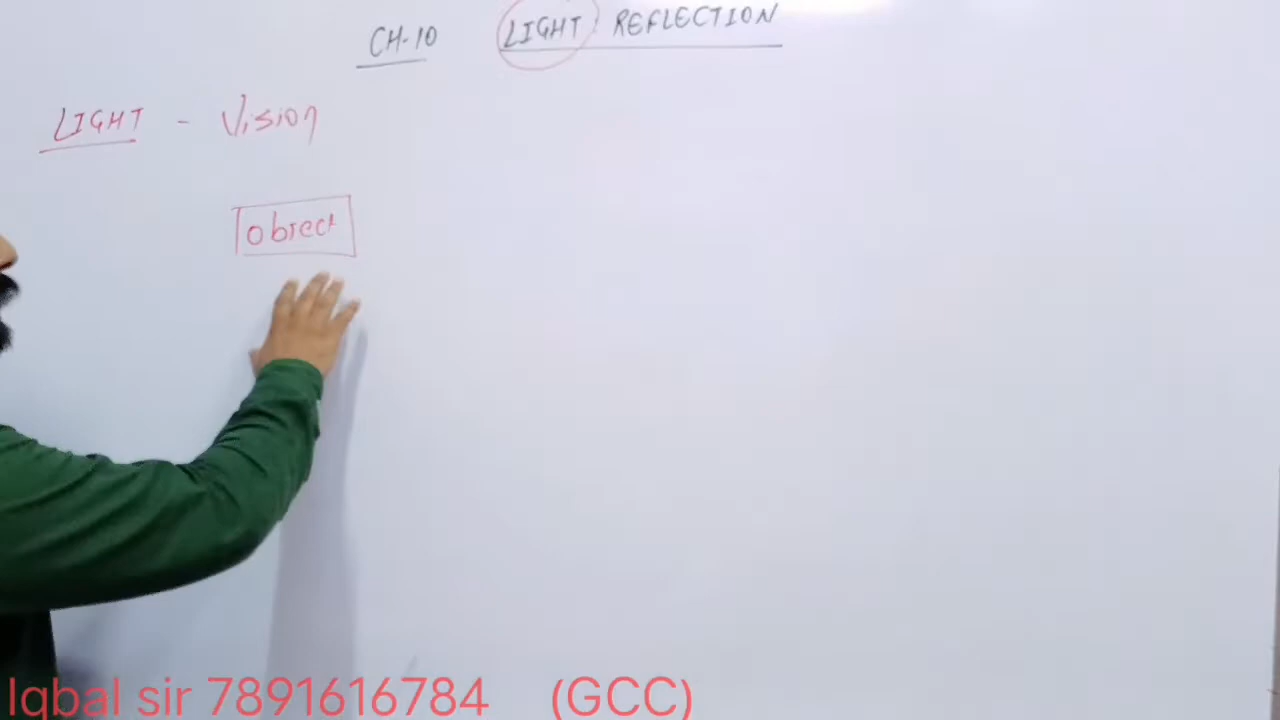 CH-10 LIGHT REFLECTION
LIGHT - Vision
object
Iqbal sir 7891616784 (GCC)